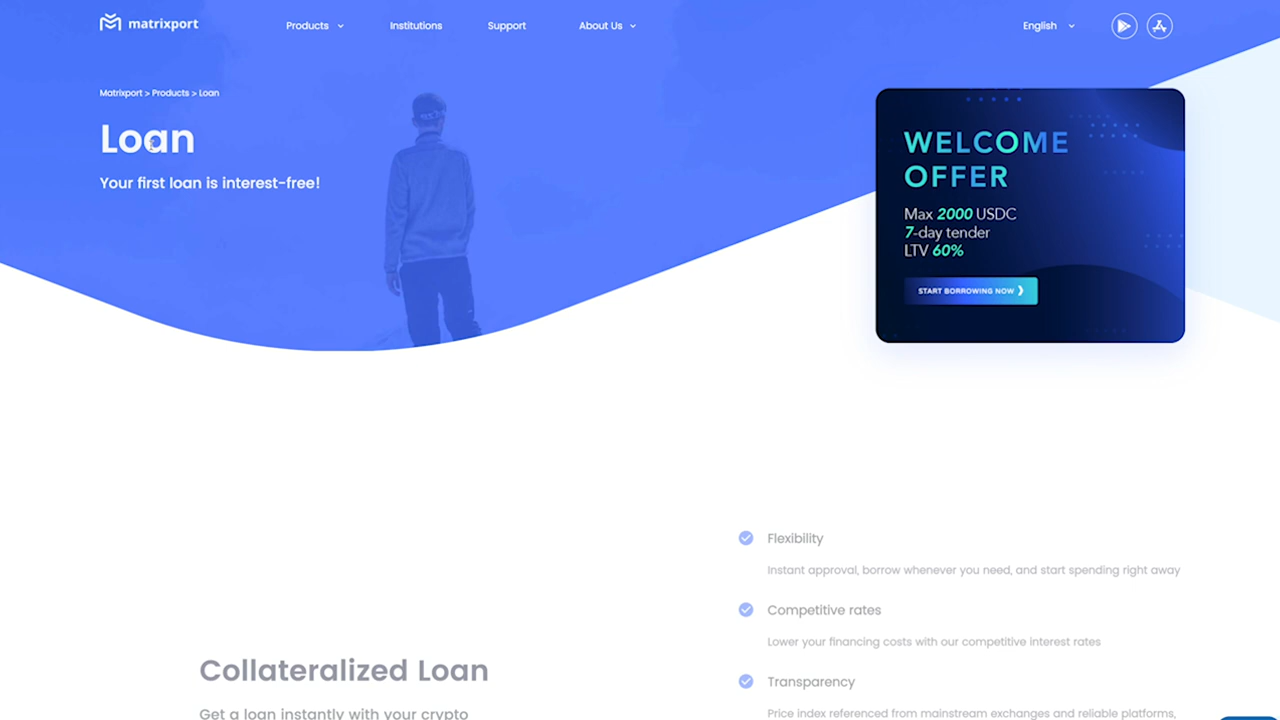 matrixport
Products
Institutions
Support
About Us
English
Matrixport > Products > Loan
Loan
Your first loan is interest-free!
WELCOME
OFFER
Max 2000 USDC
7-day tender
LTV 60%
START BORROWING NOW ❯
Flexibility
Instant approval, borrow whenever you need, and start spending right away
Competitive rates
Lower your financing costs with our competitive interest rates
Collateralized Loan
Get a loan instantly with your crypto
Transparency
Price index referenced from mainstream exchanges and reliable platforms,